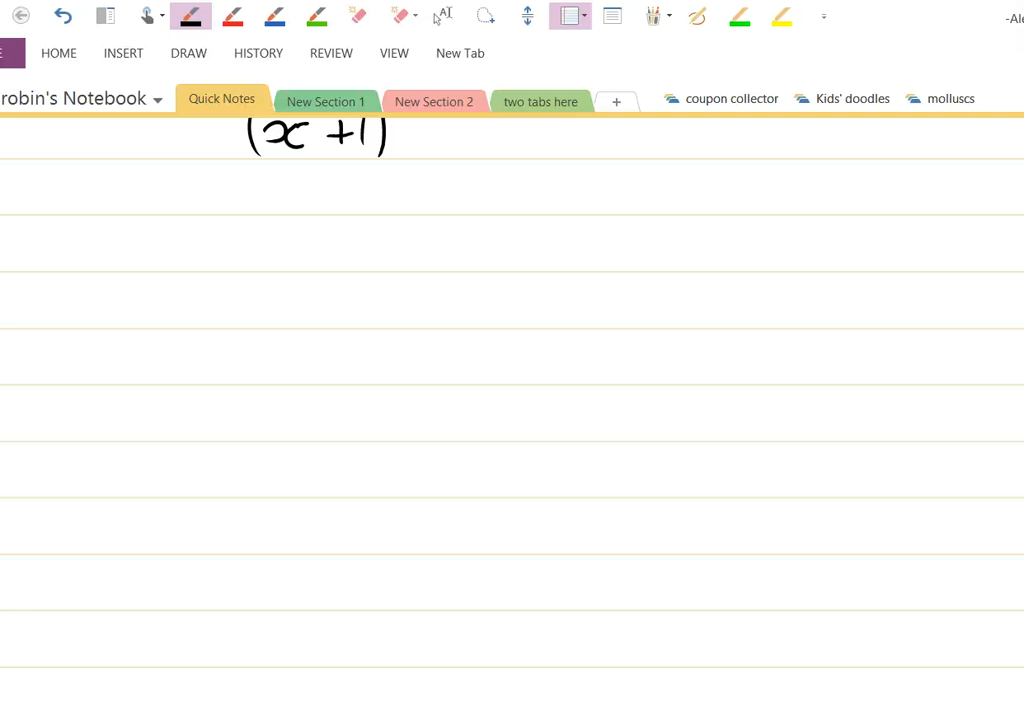 -Ale
E HOME INSERT DRAW HISTORY REVIEW VIEW New Tab
robin's Notebook Quick Notes New Section 1 New Section 2 two tabs here + coupon collector Kids' doodles molluscs
(x +1)